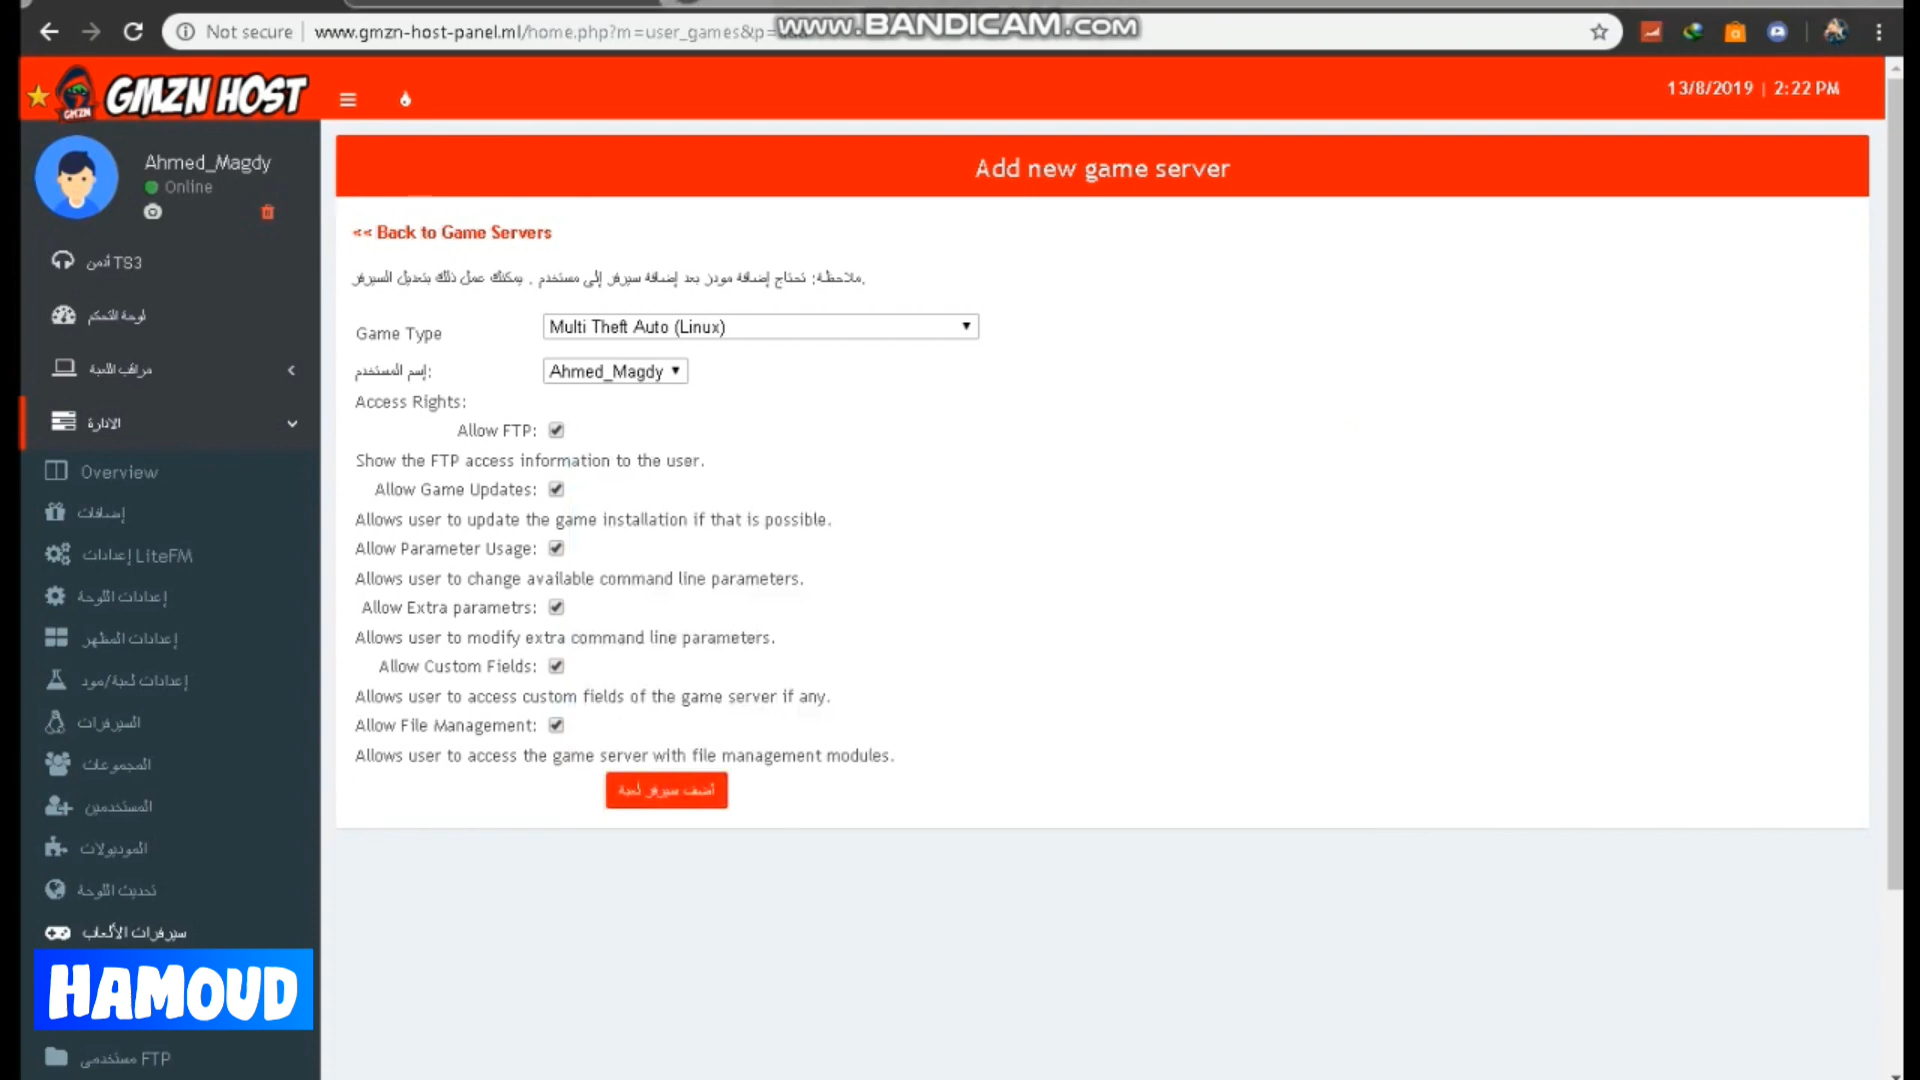 Not secure | www.gmzn-host-panel.ml/home.php?m=user_games&p=
www.BANDICAM.com
GMZN HOST
GMZN
13/8/2019 | 2:22 PM
Ahmed_Magdy
Online
أدمن TS3
لوحة التحكم
مراقب اللعبة
الادارة
Overview
إضافات
إعدادات LiteFM
إعدادات اللوحة
إعدادات المظهر
إعدادات لعبة/مود
السيرفرات
المجموعات
المستخدمين
الموديولات
تحديث اللوحة
سيرفرات الألعاب
HAMOUD
مستخدمي FTP
Add new game server
<< Back to Game Servers
ملاحظة: تحتاج إضافة مودز بعد إضافة سيرفر إلى مستخدم . يمكنك عمل ذلك بتعديل السيرفر.
Game Type
Multi Theft Auto (Linux)
إسم المستخدم:
Ahmed_Magdy
Access Rights:
Allow FTP:
Show the FTP access information to the user.
Allow Game Updates:
Allows user to update the game installation if that is possible.
Allow Parameter Usage:
Allows user to change available command line parameters.
Allow Extra parametrs:
Allows user to modify extra command line parameters.
Allow Custom Fields:
Allows user to access custom fields of the game server if any.
Allow File Management:
Allows user to access the game server with file management modules.
أضف سيرفر لعبة